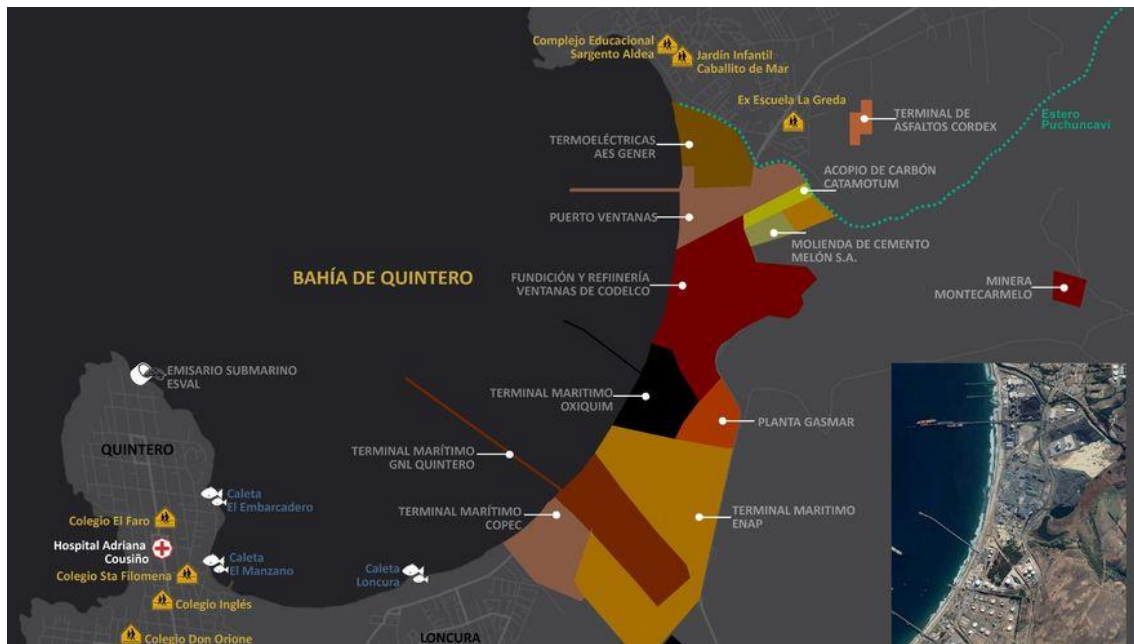 Complejo Educacional
Sargento Aldea
Jardín Infantil
Caballito de Mar
Ex Escuela La Greda
TERMINAL DE
ASFALTOS CORDEX
Estero
Puchuncavi
TERMOELÉCTRICAS
AES GENER
ACOPIO DE CARBÓN
CATAMOTUM
PUERTO VENTANAS
MOLIENDA DE CEMENTO
MELÓN S.A.
BAHÍA DE QUINTERO
FUNDICIÓN Y REFIINERÍA
VENTANAS DE CODELCO
MINERA
MONTECARMELO
EMISARIO SUBMARINO
ESVAL
TERMINAL MARITIMO
OXIQUIM
PLANTA GASMAR
QUINTERO
TERMINAL MARÍTIMO
GNL QUINTERO
Caleta
El Embarcadero
TERMINAL MARÍTIMO
COPEC
TERMINAL MARITIMO
ENAP
Colegio El Faro
Hospital Adriana
Cousiño
Caleta
El Manzano
Caleta
Loncura
Colegio Sta Filomena
Colegio Inglés
Colegio Don Orione
LONCURA